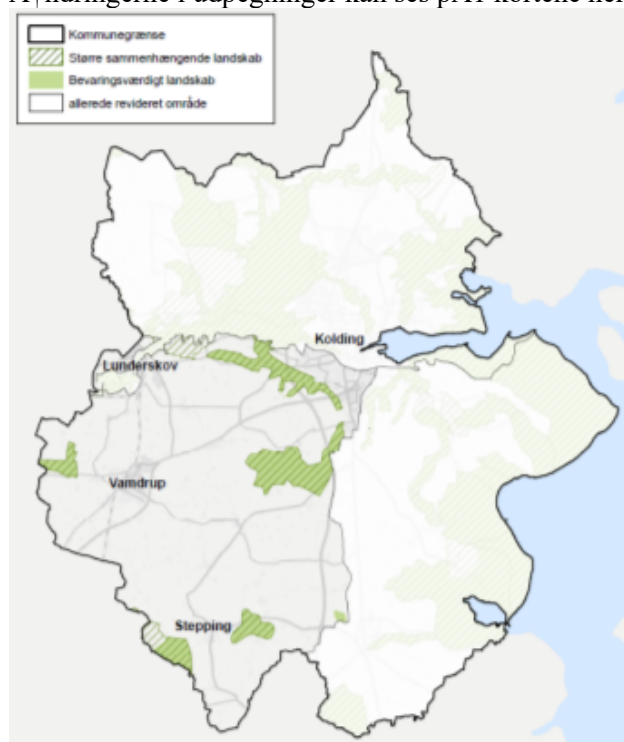 Kommunegrænse
Større sammenhængende landskab
Bevaringsværdigt landskab
allerede revideret område
Kolding
Lunderskov
Vamdrup
Stepping